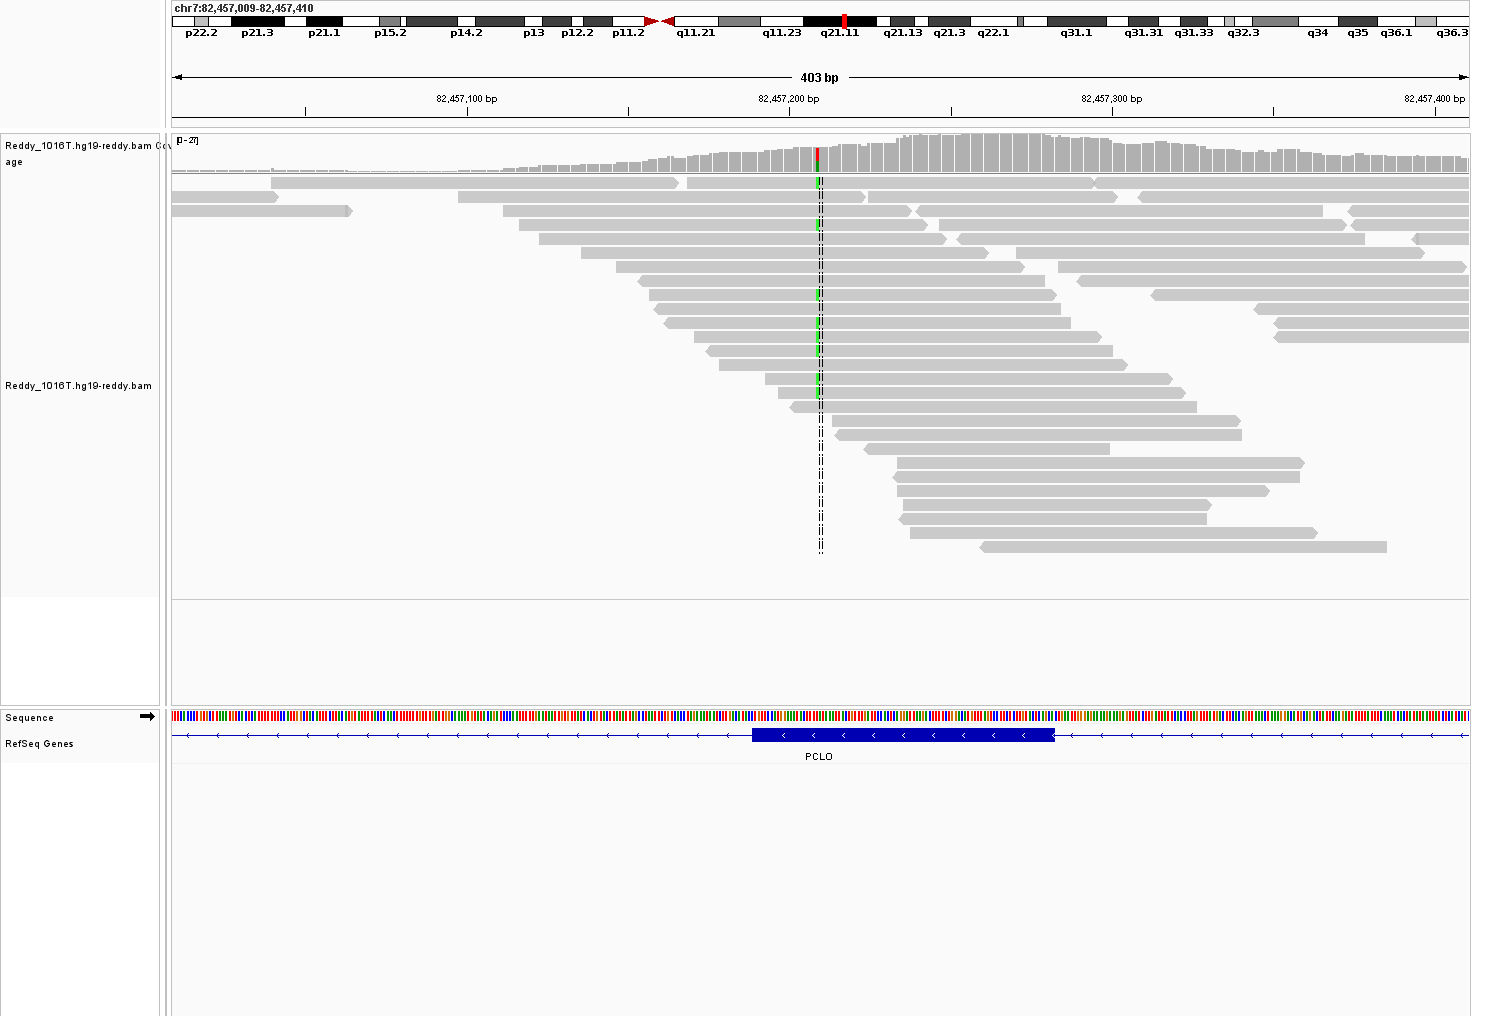 chr7:82,457,009-82,457,410
p22.2 p21.3 p21.1 p15.2 p14.2 p13 p12.2 p11.2 q11.21 q11.23 q21.11 q21.13 q21.3 q22.1 q31.1 q31.31 q31.33 q32.3 q34 q35 q36.1 q36.3
403 bp
82,457,100 bp 82,457,200 bp 82,457,300 bp 82,457,400 bp
Reddy_1016T.hg19-reddy.bam Cov [0 - 27]
age
Reddy_1016T.hg19-reddy.bam
Sequence
RefSeq Genes
PCLO